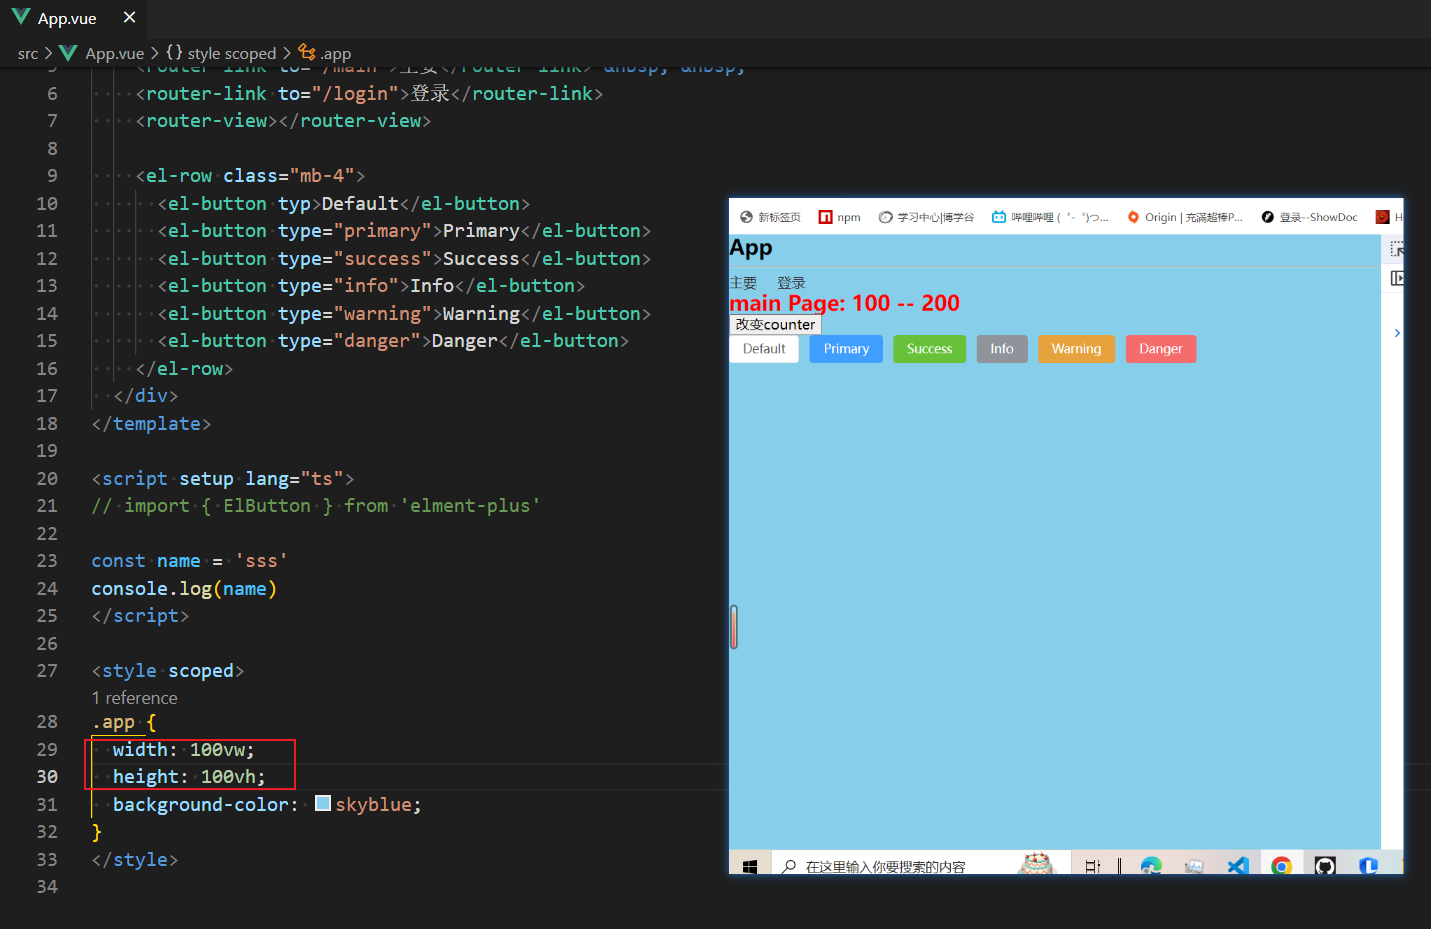 App.vue
src > App.vue > {} style scoped > .app
5 <router-link to="/main">主要</router-link> &nbsp; &nbsp;
6 <router-link to="/login">登录</router-link>
7 <router-view></router-view>
8
9 <el-row class="mb-4">
10 <el-button typ>Default</el-button>
11 <el-button type="primary">Primary</el-button>
12 <el-button type="success">Success</el-button>
13 <el-button type="info">Info</el-button>
14 <el-button type="warning">Warning</el-button>
15 <el-button type="danger">Danger</el-button>
16 </el-row>
17 </div>
18 </template>
19
20 <script setup lang="ts">
21 // import { ElButton } from 'elment-plus'
22
23 const name = 'sss'
24 console.log(name)
25 </script>
26
27 <style scoped>
1 reference
28 .app {
29 width: 100vw;
30 height: 100vh;
31 background-color: skyblue;
32 }
33 </style>
34
新标签页 npm 学习中心|博学谷 哔哩哔哩 (゜-゜)つ... Origin | 充满超棒P... 登录--ShowDoc H
App
主要 登录
main Page: 100 -- 200
改变counter
Default Primary Success Info Warning Danger
在这里输入你要搜索的内容